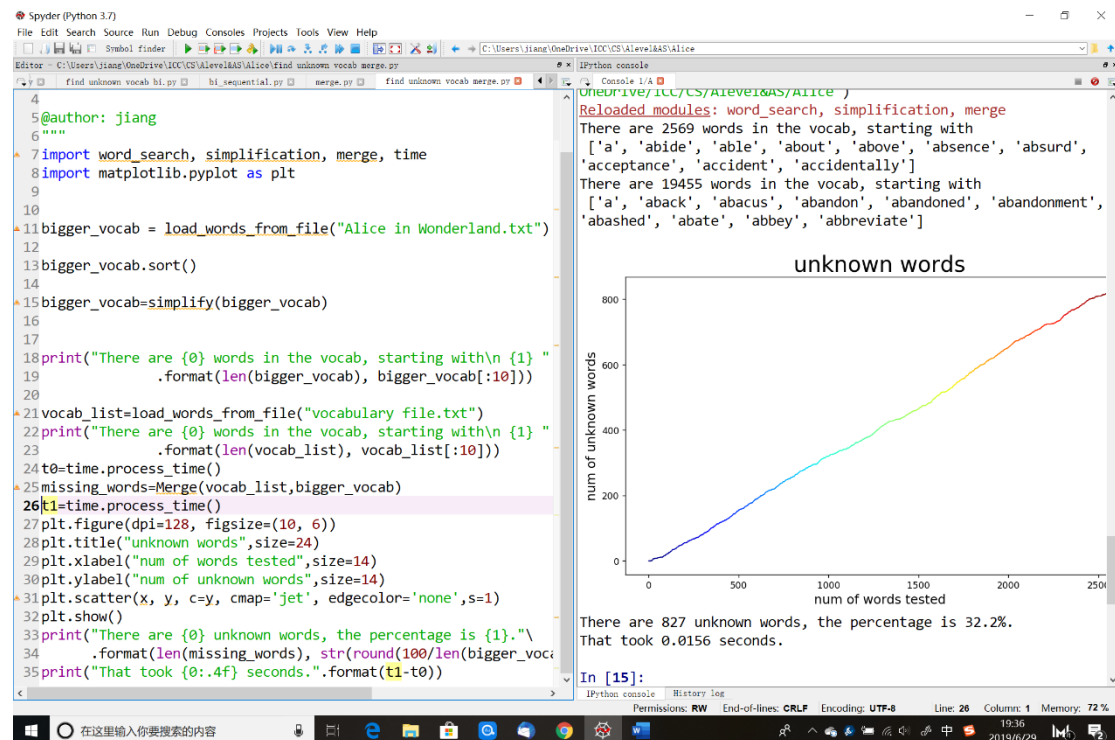 Spyder (Python 3.7)
File Edit Search Source Run Debug Consoles Projects Tools View Help
Symbol finder
C:\Users\jiang\OneDrive\ICC\CS\Alevel&AS\Alice
Editor - C:\Users\jiang\OneDrive\ICC\CS\Alevel&AS\Alice\find unknown vocab merge.py
find unknown vocab bi.py
bi_sequential.py
merge.py
find unknown vocab merge.py
4
5 @author: jiang
6 """
7 import word_search, simplification, merge, time
8 import matplotlib.pyplot as plt
9
10
11 bigger_vocab = load_words_from_file("Alice in Wonderland.txt")
12
13 bigger_vocab.sort()
14
15 bigger_vocab=simplify(bigger_vocab)
16
17
18 print("There are {0} words in the vocab, starting with\n {1} "
19 .format(len(bigger_vocab), bigger_vocab[:10]))
20
21 vocab_list=load_words_from_file("vocabulary file.txt")
22 print("There are {0} words in the vocab, starting with\n {1} "
23 .format(len(vocab_list), vocab_list[:10]))
24 t0=time.process_time()
25 missing_words=Merge(vocab_list,bigger_vocab)
26 t1=time.process_time()
27 plt.figure(dpi=128, figsize=(10, 6))
28 plt.title("unknown words",size=24)
29 plt.xlabel("num of words tested",size=14)
30 plt.ylabel("num of unknown words",size=14)
31 plt.scatter(x, y, c=y, cmap='jet', edgecolor='none',s=1)
32 plt.show()
33 print("There are {0} unknown words, the percentage is {1}."\
34 .format(len(missing_words), str(round(100/len(bigger_voca
35 print("That took {0:.4f} seconds.".format(t1-t0))
IPython console
Console 1/A
OneDrive/ICC/CS/Alevel&AS/Alice')
Reloaded modules: word_search, simplification, merge
There are 2569 words in the vocab, starting with
['a', 'abide', 'able', 'about', 'above', 'absence', 'absurd',
'acceptance', 'accident', 'accidentally']
There are 19455 words in the vocab, starting with
['a', 'aback', 'abacus', 'abandon', 'abandoned', 'abandonment',
'abashed', 'abate', 'abbey', 'abbreviate']
unknown words
num of unknown words
800
600
400
200
0
0 500 1000 1500 2000 2500
num of words tested
There are 827 unknown words, the percentage is 32.2%.
That took 0.0156 seconds.
In [15]:
IPython console History log
Permissions: RW End-of-lines: CRLF Encoding: UTF-8 Line: 26 Column: 1 Memory: 72 %
在这里输入你要搜索的内容
中
19:36
2019/6/29